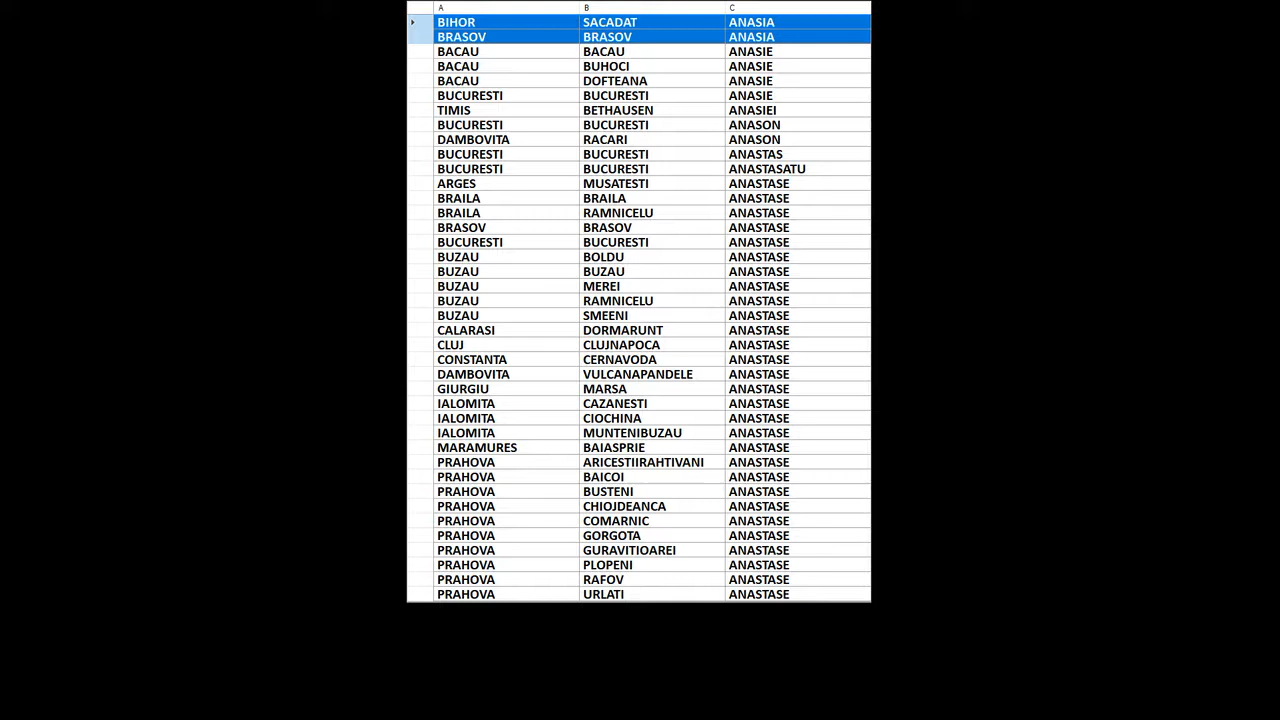 A B C
BIHOR SACADAT ANASIA
BRASOV BRASOV ANASIA
BACAU BACAU ANASIE
BACAU BUHOCI ANASIE
BACAU DOFTEANA ANASIE
BUCURESTI BUCURESTI ANASIE
TIMIS BETHAUSEN ANASIEI
BUCURESTI BUCURESTI ANASON
DAMBOVITA RACARI ANASON
BUCURESTI BUCURESTI ANASTAS
BUCURESTI BUCURESTI ANASTASATU
ARGES MUSATESTI ANASTASE
BRAILA BRAILA ANASTASE
BRAILA RAMNICELU ANASTASE
BRASOV BRASOV ANASTASE
BUCURESTI BUCURESTI ANASTASE
BUZAU BOLDU ANASTASE
BUZAU BUZAU ANASTASE
BUZAU MEREI ANASTASE
BUZAU RAMNICELU ANASTASE
BUZAU SMEENI ANASTASE
CALARASI DORMARUNT ANASTASE
CLUJ CLUJNAPOCA ANASTASE
CONSTANTA CERNAVODA ANASTASE
DAMBOVITA VULCANAPANDELE ANASTASE
GIURGIU MARSA ANASTASE
IALOMITA CAZANESTI ANASTASE
IALOMITA CIOCHINA ANASTASE
IALOMITA MUNTENIBUZAU ANASTASE
MARAMURES BAIASPRIE ANASTASE
PRAHOVA ARICESTIIRAHTIVANI ANASTASE
PRAHOVA BAICOI ANASTASE
PRAHOVA BUSTENI ANASTASE
PRAHOVA CHIOJDEANCA ANASTASE
PRAHOVA COMARNIC ANASTASE
PRAHOVA GORGOTA ANASTASE
PRAHOVA GURAVITIOAREI ANASTASE
PRAHOVA PLOPENI ANASTASE
PRAHOVA RAFOV ANASTASE
PRAHOVA URLATI ANASTASE